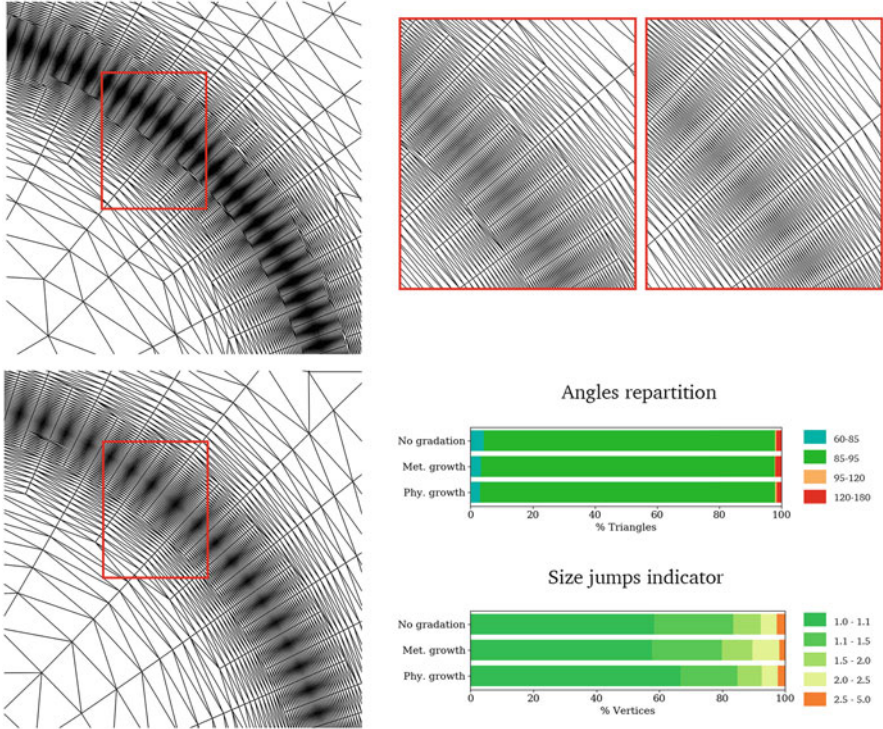 Angles repartition
No gradation
Met. growth
Phy. growth
0 20 40 60 80 100
% Triangles
60-85
85-95
95-120
120-180
Size jumps indicator
No gradation
Met. growth
Phy. growth
0 20 40 60 80 100
% Vertices
1.0 - 1.1
1.1 - 1.5
1.5 - 2.0
2.0 - 2.5
2.5 - 5.0